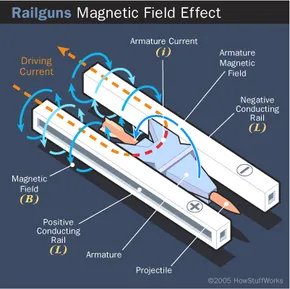 Railguns Magnetic Field Effect
Driving
Current
Armature Current
(i)
Armature
Magnetic
Field
Negative
Conducting
Rail
(L)
Magnetic
Field
(B)
Positive
Conducting
Rail
(L)
Armature
Projectile
©2005 HowStuffWorks